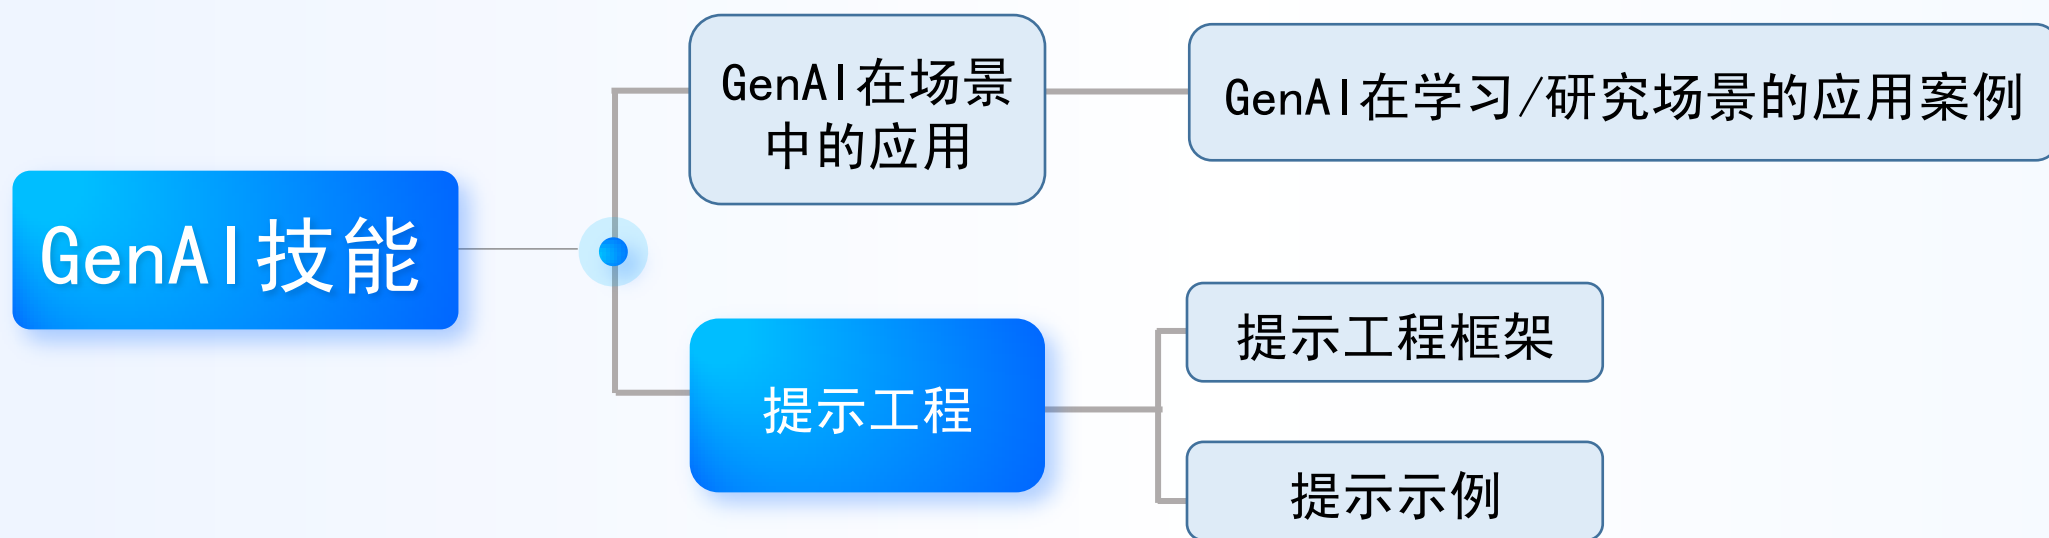 GenAI技能
GenAI在场景
中的应用
GenAI在学习/研究场景的应用案例
提示工程
提示工程框架
提示示例